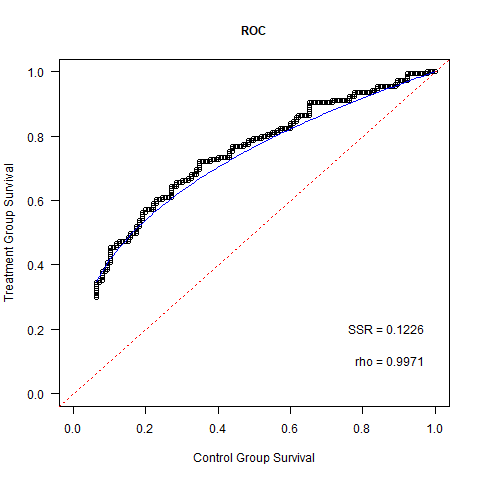 ROC
Treatment Group Survival
1.0
0.8
0.6
0.4
0.2
0.0
SSR = 0.1226
rho = 0.9971
0.0 0.2 0.4 0.6 0.8 1.0
Control Group Survival